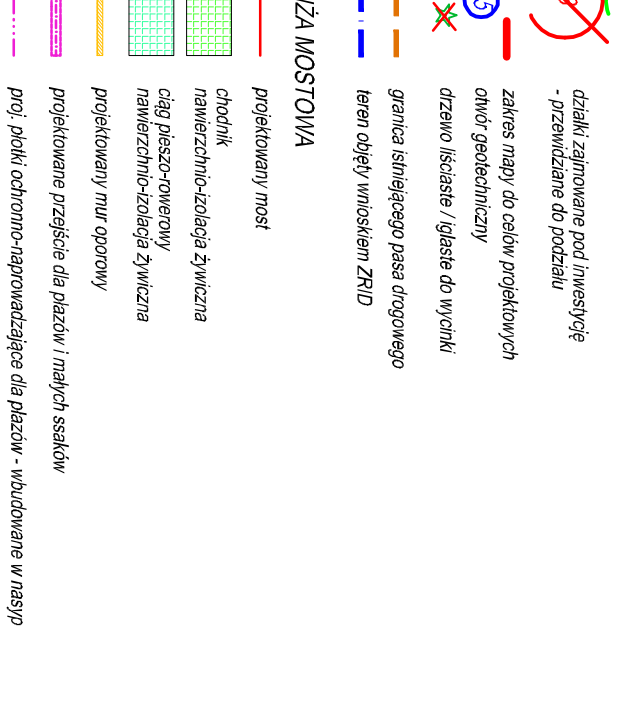 działki zajmowane pod inwestycję
- przewidziane do podziału
zakres mapy do celów projektowych
5
otwór geotechniczny
drzewo liściaste / iglaste do wycinki
granica istniejącego pasa drogowego
teren objęty wnioskiem ZRID
ŻA MOSTOWA
projektowany most
chodnik
nawierzchnio-izolacja żywiczna
ciąg pieszo-rowerowy
nawierzchnio-izolacja żywiczna
projektowany mur oporowy
projektowane przejście dla płazów i małych ssaków
proj. płotki ochronno-naprowadzające dla płazów - wbudowane w nasyp